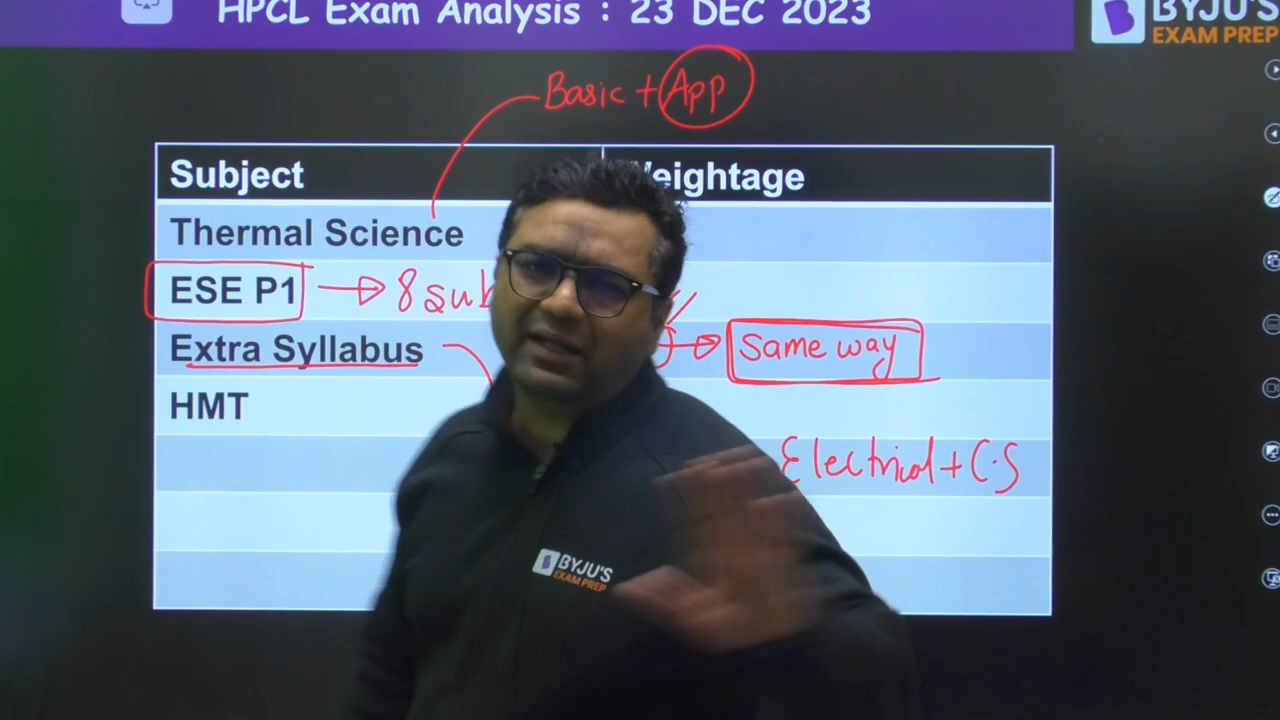 HPCL Exam Analysis : 23 DEC 2023
BYJU'S
EXAM PREP
Basic + App
Subject
Thermal Science
ESE P1 → 8 sub
Extra Syllabus → Same way
HMT
Electrical + C.S
BYJU'S
EXAM PREP